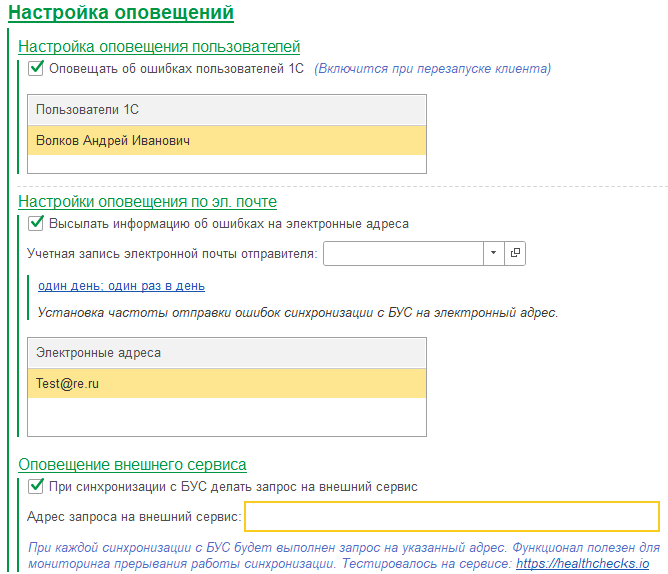 Настройка оповещений
Настройка оповещения пользователей
Оповещать об ошибках пользователей 1С (Включится при перезапуске клиента)
Пользователи 1С
Волков Андрей Иванович
Настройки оповещения по эл. почте
Высылать информацию об ошибках на электронные адреса
Учетная запись электронной почты отправителя:
один день; один раз в день
Установка частоты отправки ошибок синхронизации с БУС на электронный адрес.
Электронные адреса
Test@re.ru
Оповещение внешнего сервиса
При синхронизации с БУС делать запрос на внешний сервис
Адрес запроса на внешний сервис:
При каждой синхронизации с БУС будет выполнен запрос на указанный адрес. Функционал полезен для
мониторинга прерывания работы синхронизации. Тестировалось на сервисе: https://healthchecks.io